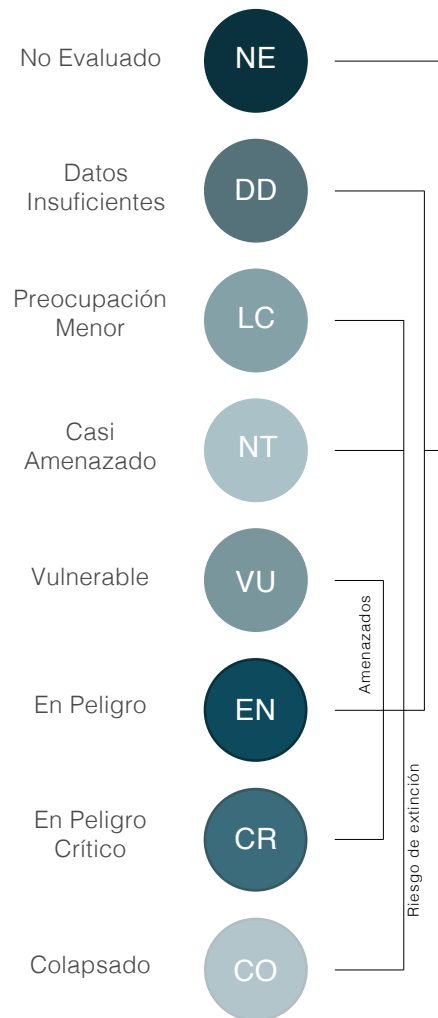 No Evaluado
NE
Datos
Insuficientes
DD
Preocupación
Menor
LC
Casi
Amenazado
NT
Vulnerable
VU
Amenazados
En Peligro
EN
En Peligro
Crítico
CR
Riesgo de extinción
Colapsado
CO